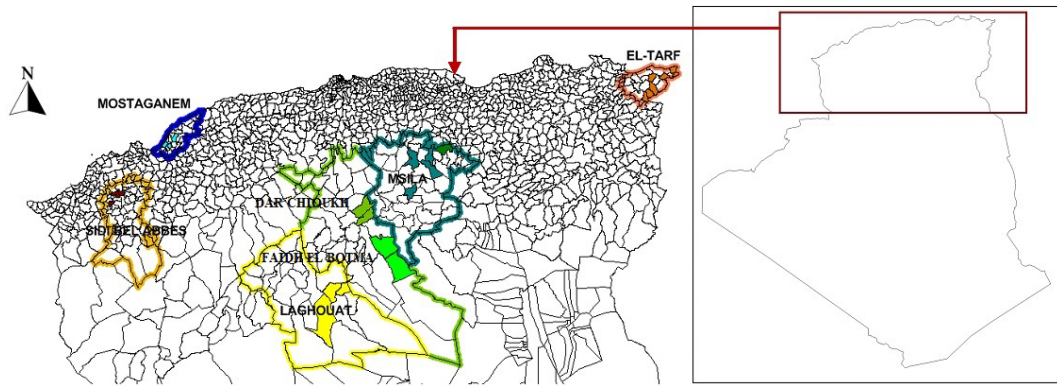 EL-TARF
N
MOSTAGANEM
MSILA
DAR CHIOUKH
SIDI BEL ABBES
FAIDH EL BOTMA
LAGHOUAT